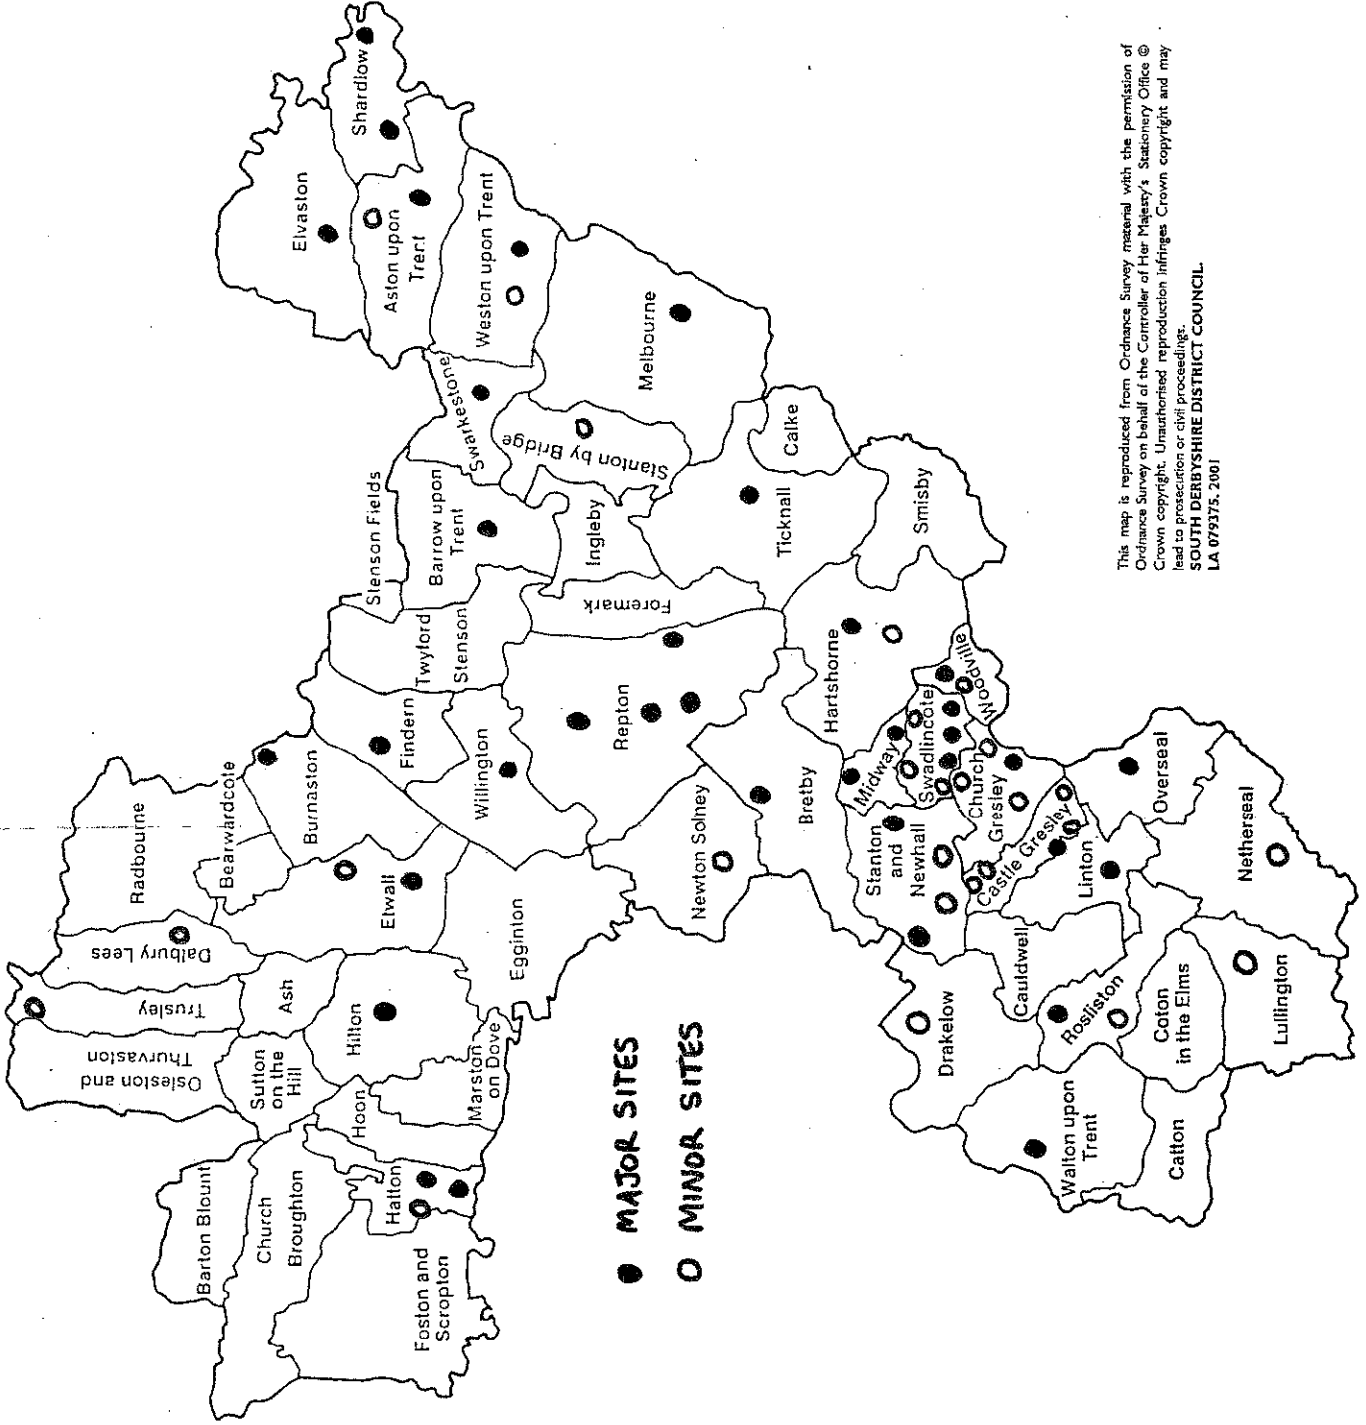 Barton Blount
Church
Broughton
Osleston and
Thurvaston
Trusley
Dalbury Lees
Radbourne
Bearwardcote
Sutton
on the
Hill
Ash
Burnaston
Hoon
Hilton
Etwall
Hatton
Foston and
Scropton
Marston
on Dove
Egginton
Findern
Willington
Twyford
Stenson
Stenson Fields
Barrow upon
Trent
Elvaston
Shardlow
Aston upon
Trent
Weston upon Trent
Swarkestone
Stanton by Bridge
Ingleby
Foremark
Repton
Melbourne
Newton Solney
Ticknall
Calke
Bretby
Hartshorne
Smisby
● MAJOR SITES
O MINOR SITES
Midway
Swadlincote
Woodville
Stanton
and
Newhall
Church
Gresley
Castle Gresley
Drakelow
Cauldwell
Linton
Overseal
Rosliston
Walton upon
Trent
Coton
in the Elms
Catton
Lullington
Netherseal
This map is reproduced from Ordnance Survey material with the permission of
Ordnance Survey on behalf of the Controller of Her Majesty's Stationery Office ©
Crown copyright. Unauthorised reproduction infringes Crown copyright and may
lead to prosecution or civil proceedings.
SOUTH DERBYSHIRE DISTRICT COUNCIL.
LA 079375. 2001